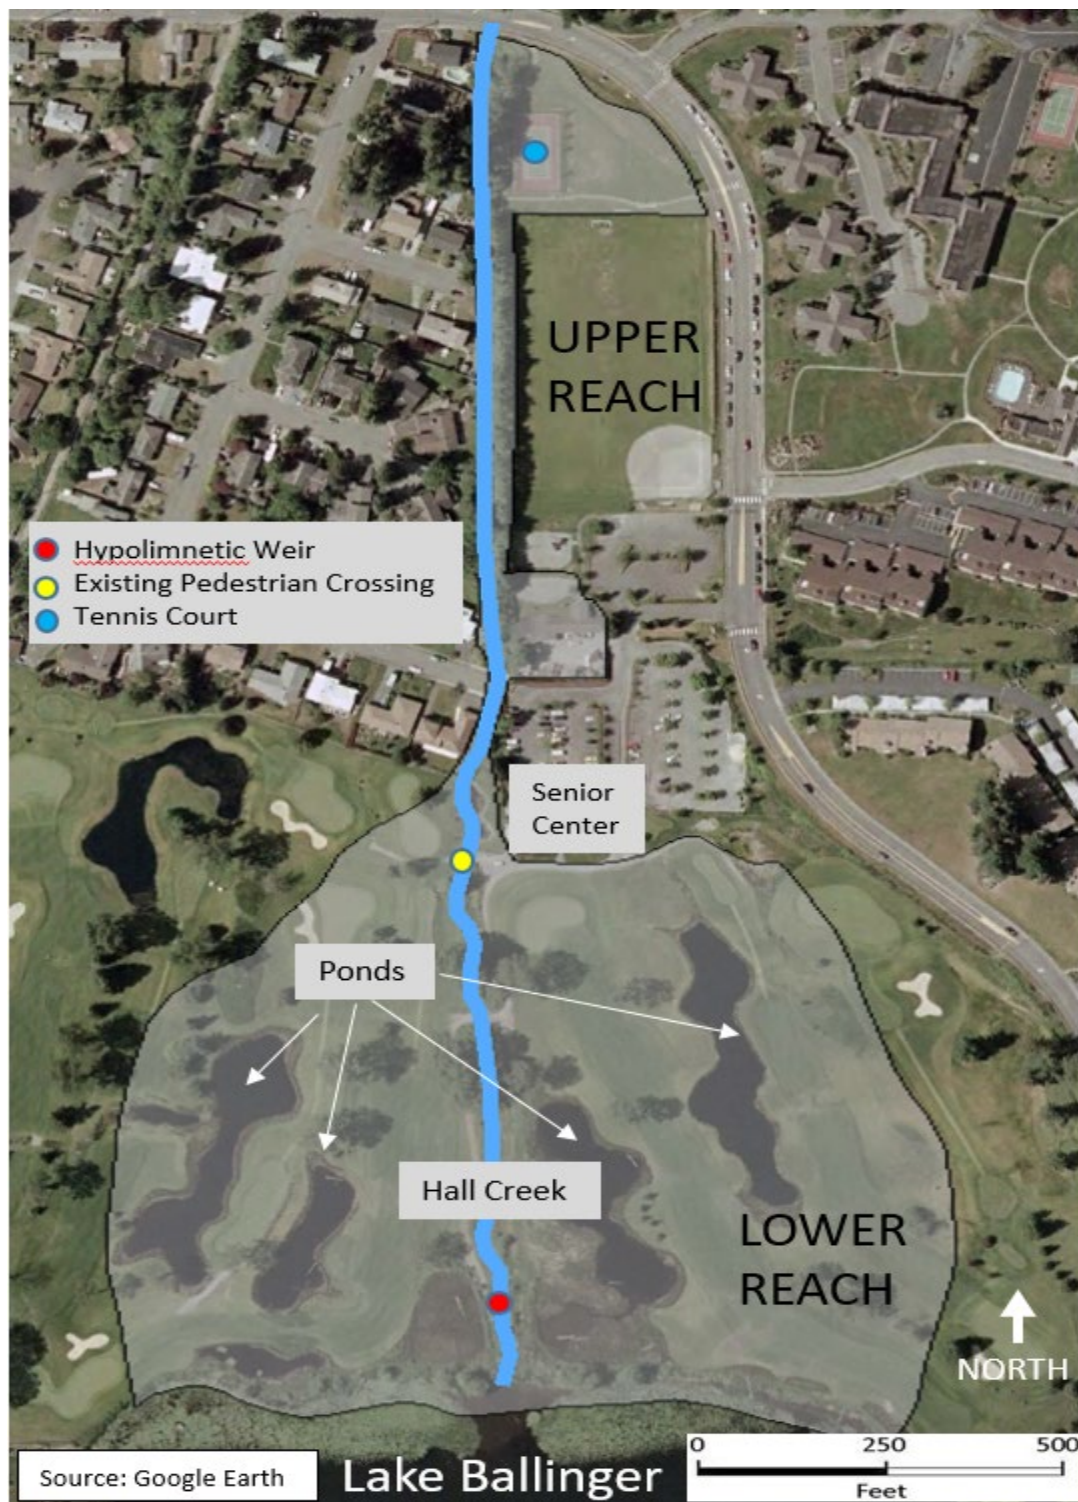 UPPER
REACH
Hypolimnetic Weir
Existing Pedestrian Crossing
Tennis Court
Senior
Center
Ponds
Hall Creek
LOWER
REACH
NORTH
Source: Google Earth
Lake Ballinger
0 250 500
Feet